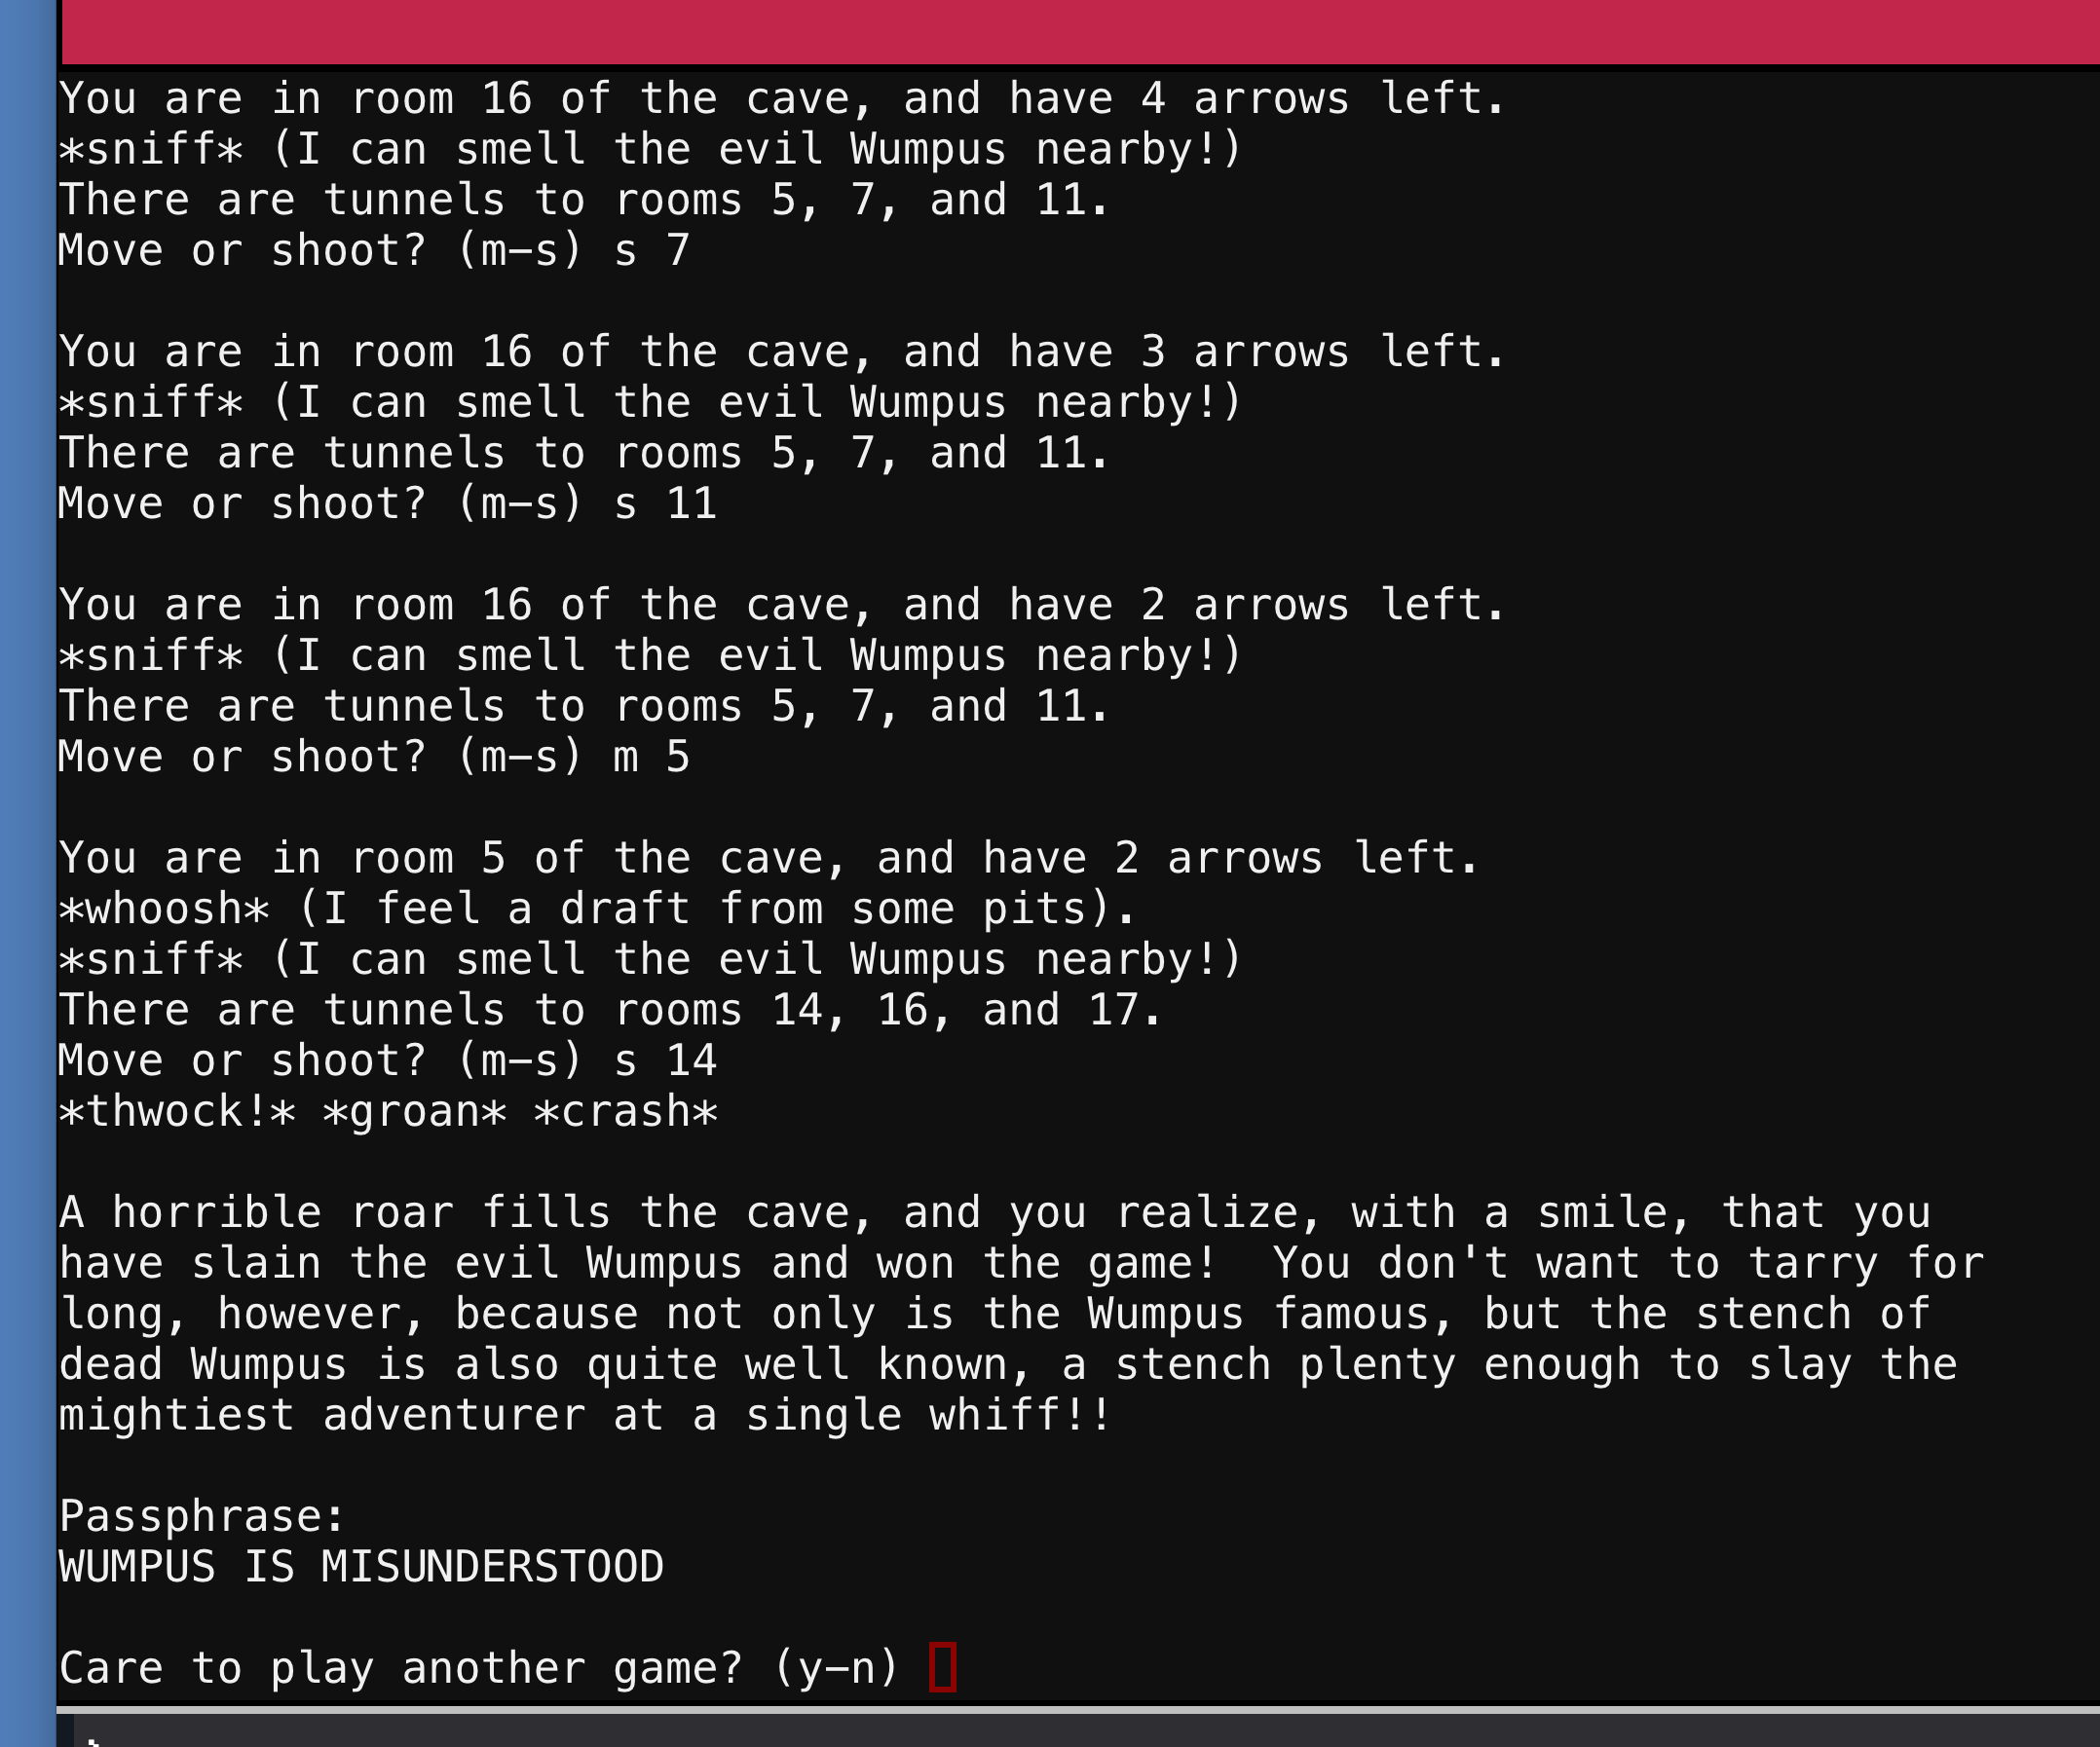 You are in room 16 of the cave, and have 4 arrows left.
*sniff* (I can smell the evil Wumpus nearby!)
There are tunnels to rooms 5, 7, and 11.
Move or shoot? (m-s) s 7
You are in room 16 of the cave, and have 3 arrows left.
*sniff* (I can smell the evil Wumpus nearby!)
There are tunnels to rooms 5, 7, and 11.
Move or shoot? (m-s) s 11
You are in room 16 of the cave, and have 2 arrows left.
*sniff* (I can smell the evil Wumpus nearby!)
There are tunnels to rooms 5, 7, and 11.
Move or shoot? (m-s) m 5
You are in room 5 of the cave, and have 2 arrows left.
*whoosh* (I feel a draft from some pits).
*sniff* (I can smell the evil Wumpus nearby!)
There are tunnels to rooms 14, 16, and 17.
Move or shoot? (m-s) s 14
*thwock!* *groan* *crash*
A horrible roar fills the cave, and you realize, with a smile, that you
have slain the evil Wumpus and won the game!  You don't want to tarry for
long, however, because not only is the Wumpus famous, but the stench of
dead Wumpus is also quite well known, a stench plenty enough to slay the
mightiest adventurer at a single whiff!!
Passphrase:
WUMPUS IS MISUNDERSTOOD
Care to play another game? (y-n)